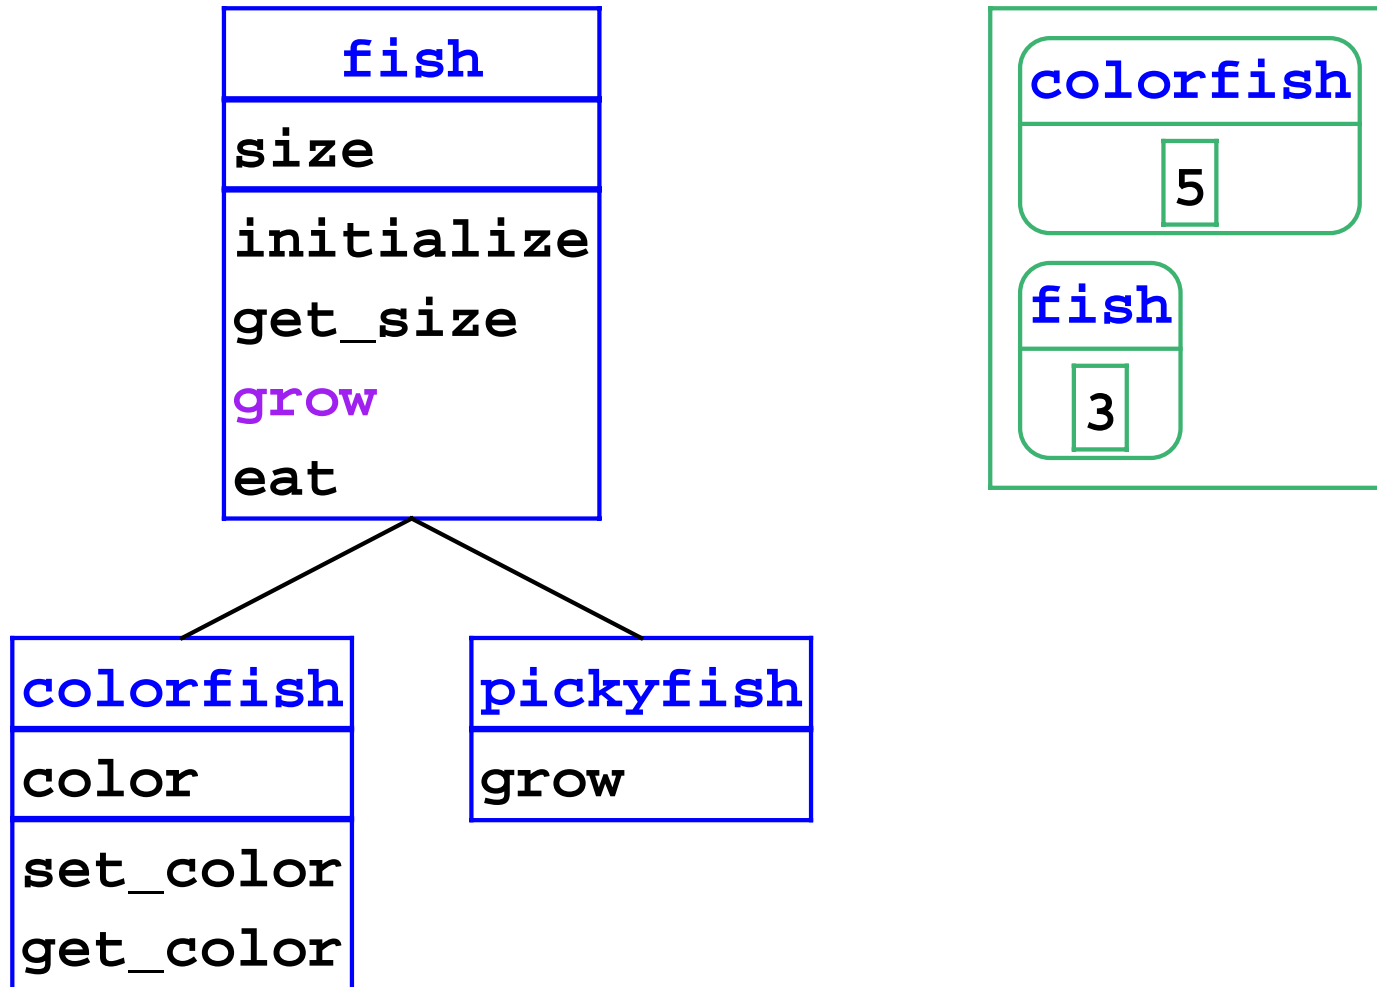 fish
size
initialize
get_size
grow
eat
colorfish
color
set_color
get_color
pickyfish
grow
colorfish
5
fish
3